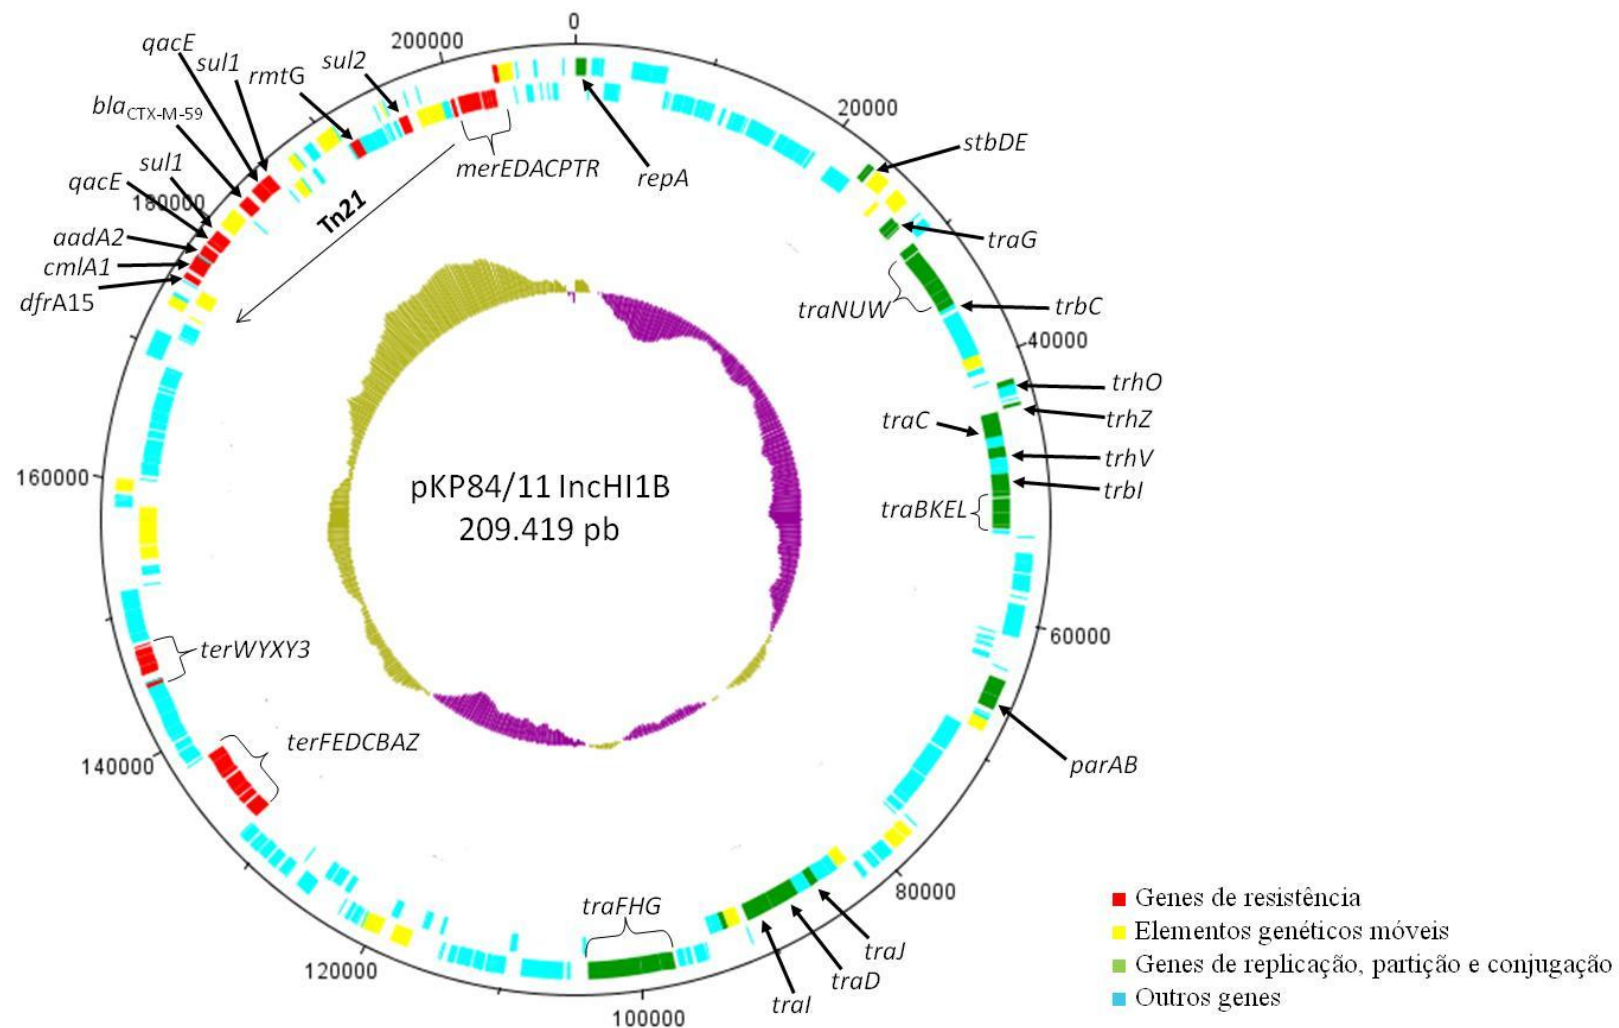 0
200000
qacE
sul1
rmtG
sul2
20000
blaCTX-M-59
stbDE
merEDACPTR
repA
sul1
qacE
180000
Tn21
aadA2
traG
cmlA1
dfrA15
traNUW
trbC
40000
trhO
traC
trhZ
trhV
160000
pKP84/11 IncHI1B
trbI
traBKEL
209.419 pb
60000
terWYXY3
terFEDCBAZ
140000
parAB
80000
Genes de resistência
traFHG
Elementos genéticos móveis
traJ
Genes de replicação, partição e conjugação
120000
traD
traI
Outros genes
100000